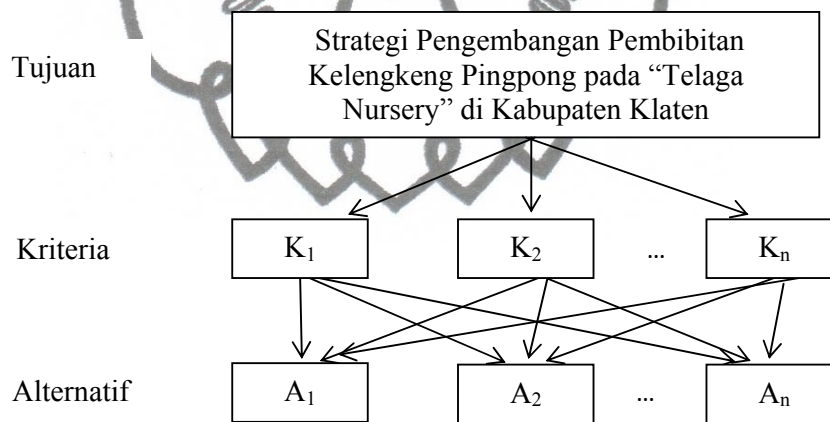 Tujuan
Strategi Pengembangan Pembibitan
Kelengkeng Pingpong pada “Telaga
Nursery” di Kabupaten Klaten
Kriteria
K₁
K₂
...
Kₙ
Alternatif
A₁
A₂
...
Aₙ